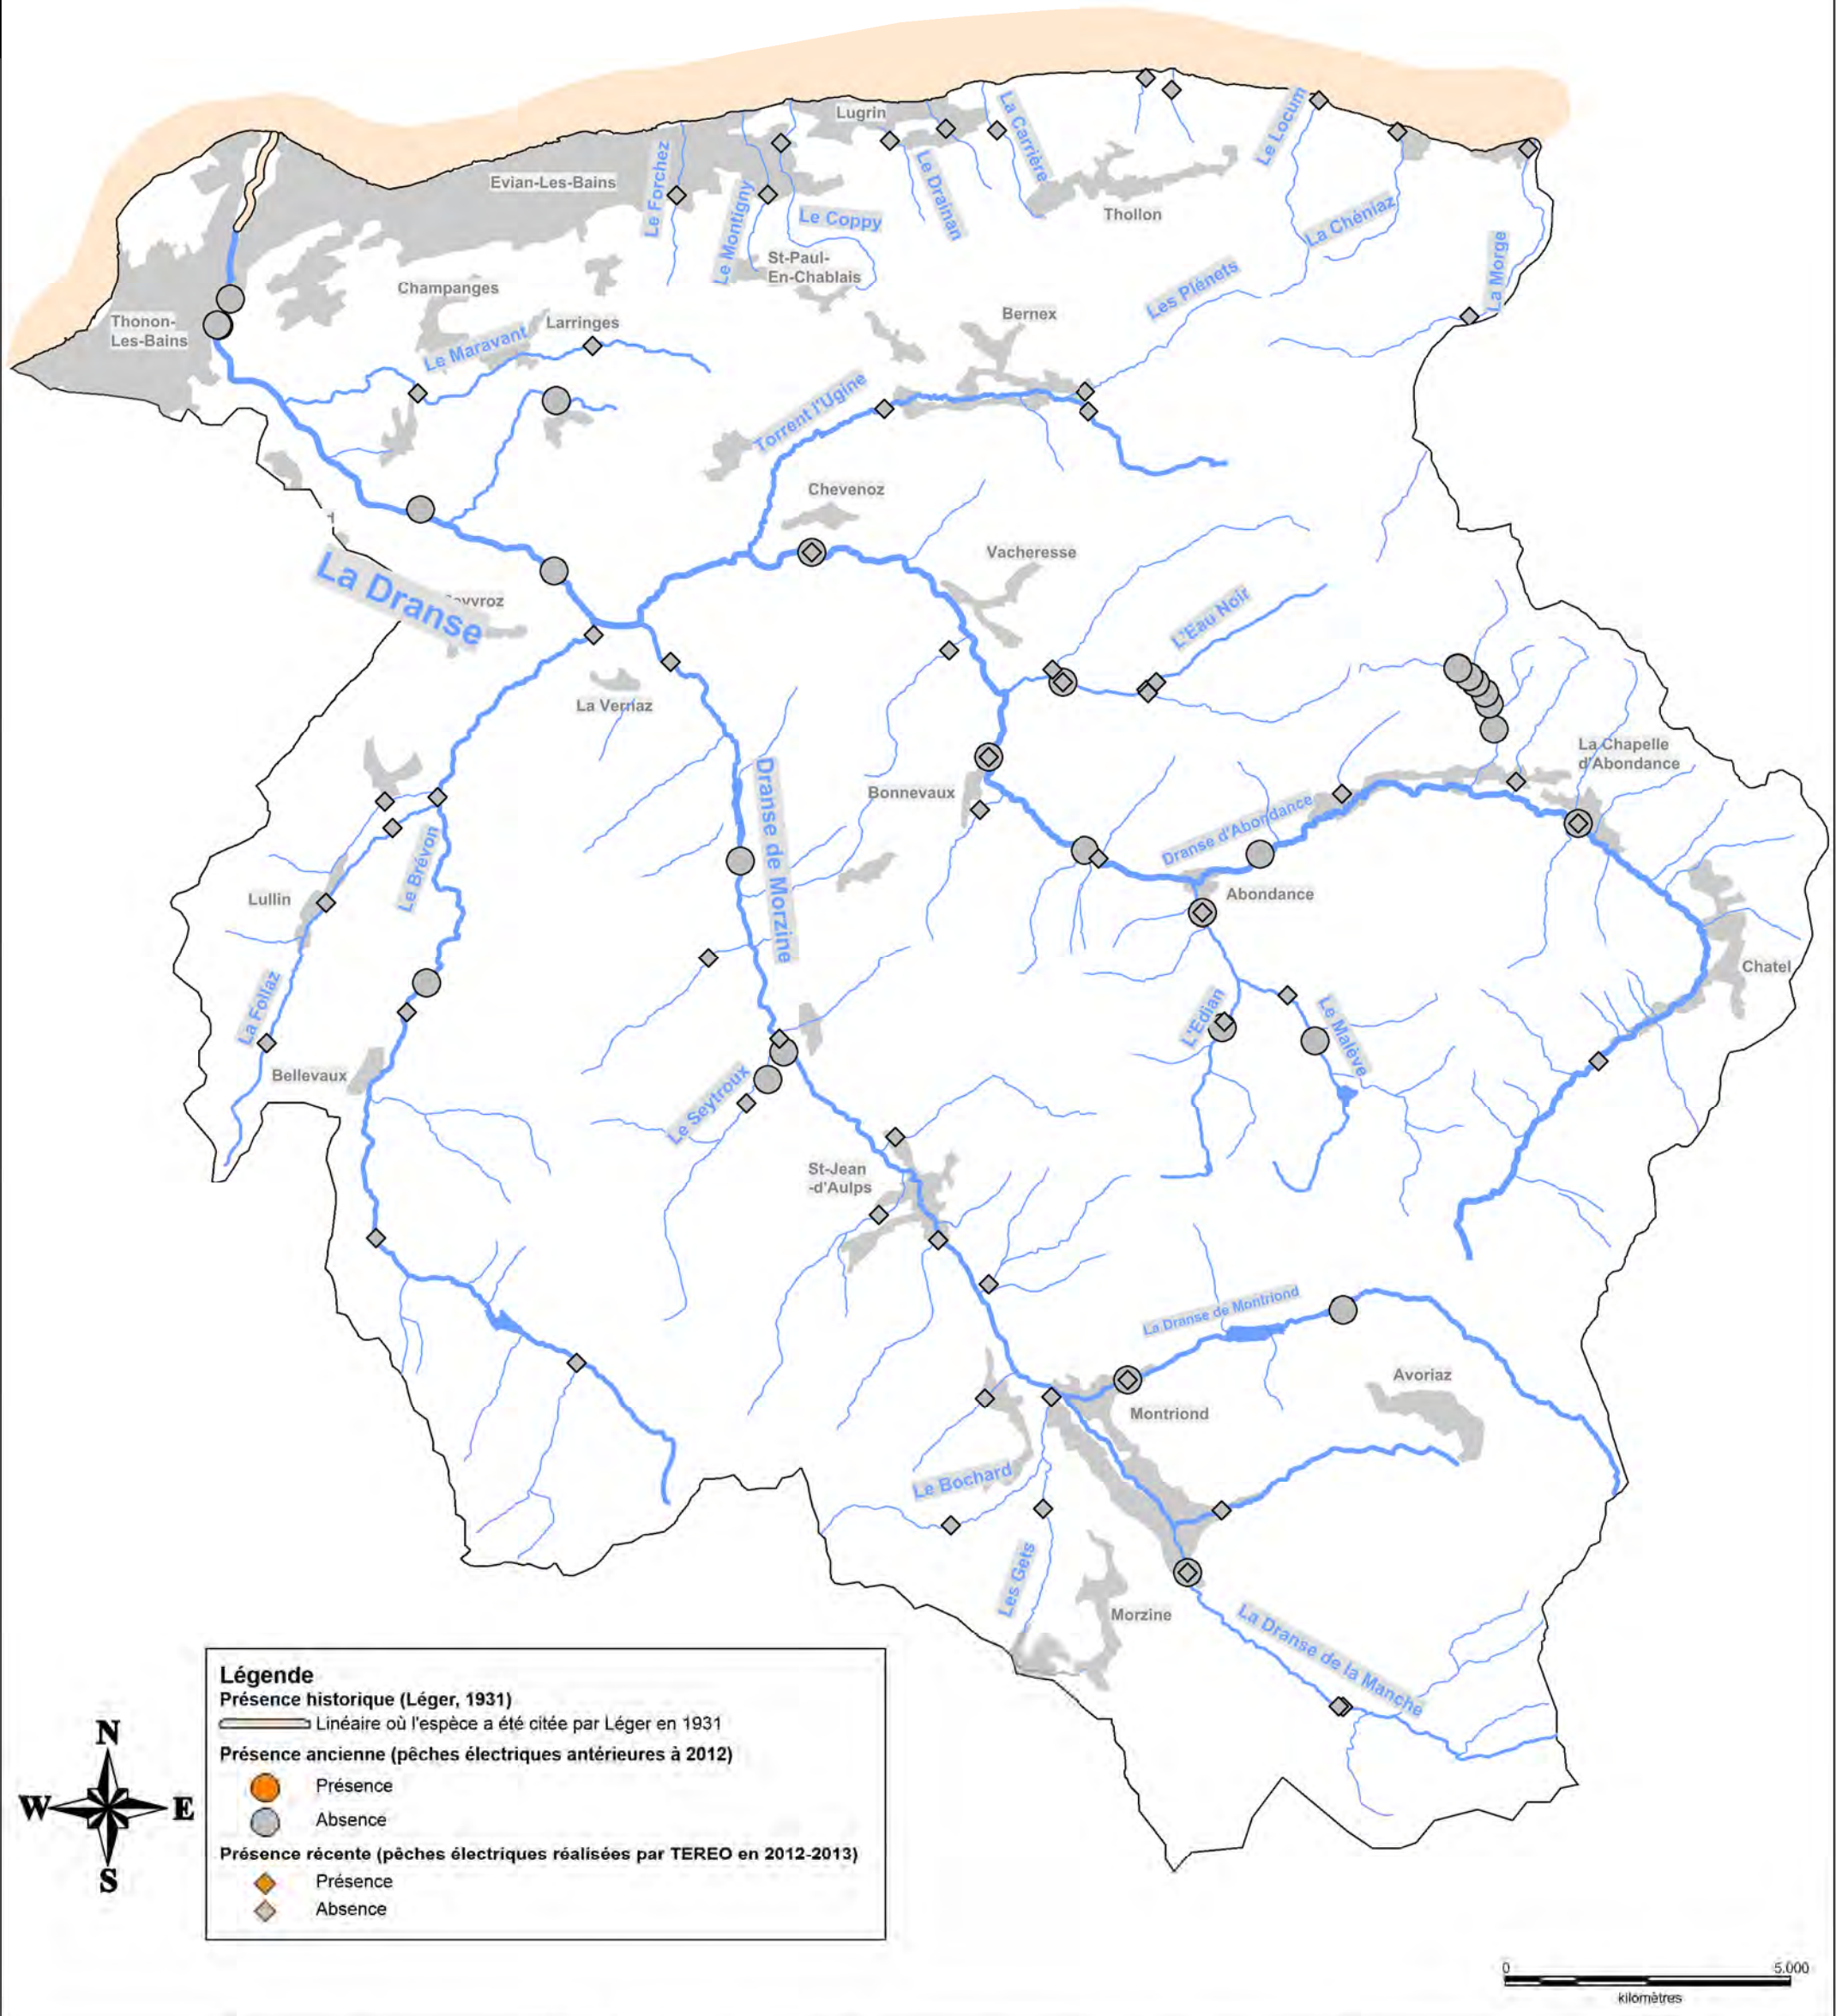 Lugrin
La Carrière
Le Locum
Evian-Les-Bains
Le Forchez
Le Montigny
Le Coppy
Le Drainan
Thollon
La Chéniaz
La Morge
St-Paul-
En-Chablais
Champanges
Les Plénets
Thonon-
Les-Bains
Larringes
Le Maravant
Bernex
Torrent l'Ugine
Chevenoz
Vacheresse
La Dranse
L'Eau Noir
La Vernaz
La Chapelle
d'Abondance
Dranse de Morzine
Bonnevaux
Dranse d'Abondance
Le Brévon
Lullin
Abondance
Chatel
La Follaz
L'Edian
Le Malève
Bellevaux
Le Seytroux
St-Jean
-d'Aulps
La Dranse de Montriond
Avoriaz
Montriond
Le Bochard
Les Gets
Morzine
La Dranse de la Manche
Légende
Présence historique (Léger, 1931)
Linéaire où l'espèce a été citée par Léger en 1931
Présence ancienne (pêches électriques antérieures à 2012)
Présence
Absence
Présence récente (pêches électriques réalisées par TEREO en 2012-2013)
Présence
Absence
N
W E
S
0 5.000
kilomètres